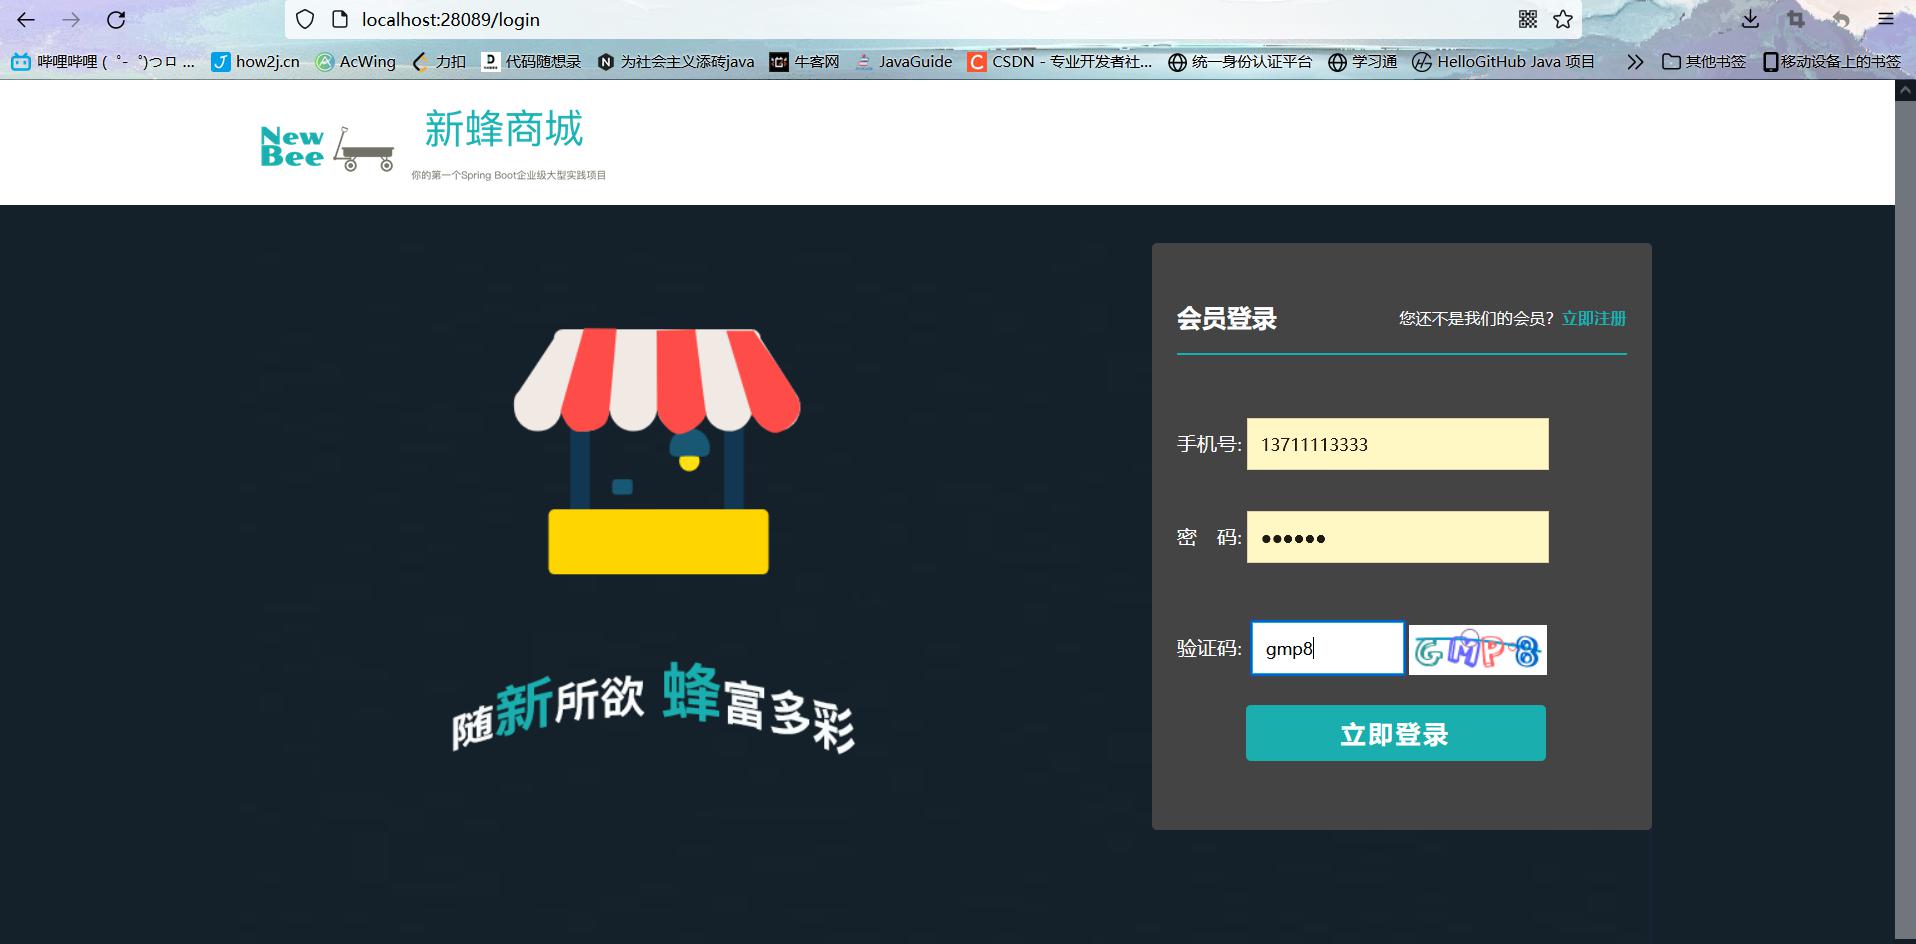 localhost:28089/login
哔哩哔哩 (゜-゜)つロ ... how2j.cn AcWing 力扣 代码随想录 为社会主义添砖java 牛客网 JavaGuide CSDN - 专业开发者社... 统一身份认证平台 学习通 HelloGitHub Java 项目 其他书签 移动设备上的书签
New
Bee
新蜂商城
你的第一个Spring Boot企业级大型实践项目
会员登录 您还不是我们的会员？立即注册
手机号: 13711113333
密 码: ●●●●●●
验证码: gmp8 GMP8
立即登录
随新所欲 蜂富多彩